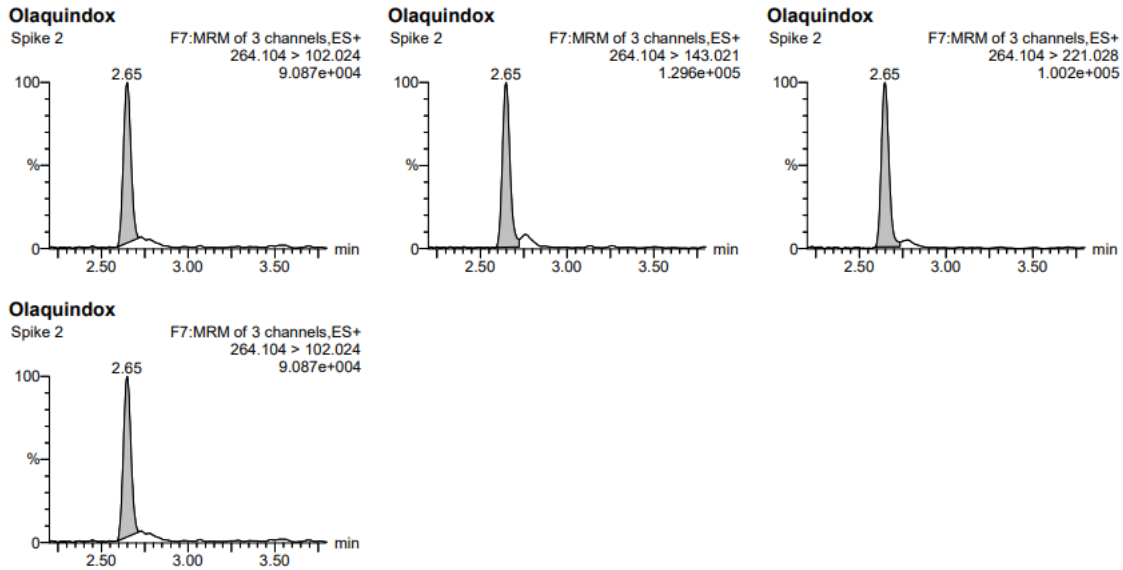 Olaquindox
Spike 2 F7:MRM of 3 channels,ES+
264.104 > 102.024
9.087e+004
100
2.65
%
0
2.50 3.00 3.50 min
Olaquindox
Spike 2 F7:MRM of 3 channels,ES+
264.104 > 143.021
1.296e+005
100
2.65
%
0
2.50 3.00 3.50 min
Olaquindox
Spike 2 F7:MRM of 3 channels,ES+
264.104 > 221.028
1.002e+005
100
2.65
%
0
2.50 3.00 3.50 min
Olaquindox
Spike 2 F7:MRM of 3 channels,ES+
264.104 > 102.024
9.087e+004
100
2.65
%
0
2.50 3.00 3.50 min